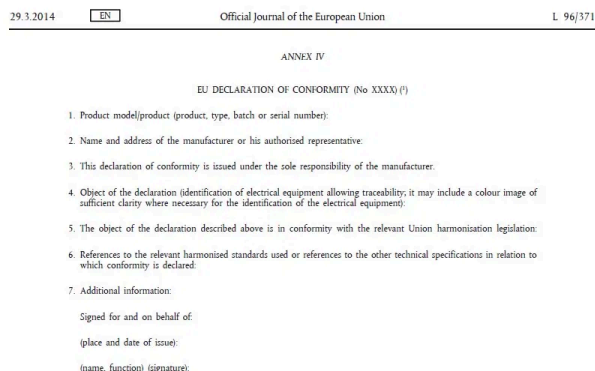 29.3.2014 EN Official Journal of the European Union L 96/371
ANNEX IV
EU DECLARATION OF CONFORMITY (No XXXX) (¹)
1. Product model/product (product, type, batch or serial number):
2. Name and address of the manufacturer or his authorised representative:
3. This declaration of conformity is issued under the sole responsibility of the manufacturer.
4. Object of the declaration (identification of electrical equipment allowing traceability; it may include a colour image of
sufficient clarity where necessary for the identification of the electrical equipment):
5. The object of the declaration described above is in conformity with the relevant Union harmonisation legislation:
6. References to the relevant harmonised standards used or references to the other technical specifications in relation to
which conformity is declared:
7. Additional information:
Signed for and on behalf of:
(place and date of issue):
(name, function) (signature):